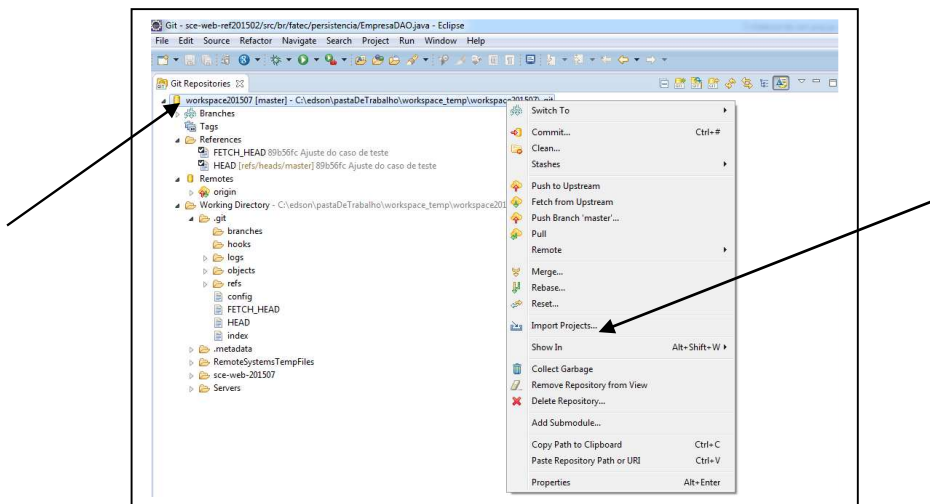 Git - sce-web-ref201502/src/br/fatec/persistencia/EmpresaDAO.java - Eclipse
File Edit Source Refactor Navigate Search Project Run Window Help
Git Repositories
workspace201507 [master] - C:\edson\pastaDeTrabalho\workspace_temp\workspace201507\.git
Branches
Tags
References
FETCH_HEAD 89b56fc Ajuste do caso de teste
HEAD [refs/heads/master] 89b56fc Ajuste do caso de teste
Remotes
origin
Working Directory - C:\edson\pastaDeTrabalho\workspace_temp\workspace201
.git
branches
hooks
logs
objects
refs
config
FETCH_HEAD
HEAD
index
.metadata
RemoteSystemsTempFiles
sce-web-201507
Servers
Switch To
Commit... Ctrl+#
Clean...
Stashes
Push to Upstream
Fetch from Upstream
Push Branch 'master'...
Pull
Remote
Merge...
Rebase...
Reset...
Import Projects...
Show In Alt+Shift+W
Collect Garbage
Remove Repository from View
Delete Repository...
Add Submodule...
Copy Path to Clipboard Ctrl+C
Paste Repository Path or URI Ctrl+V
Properties Alt+Enter